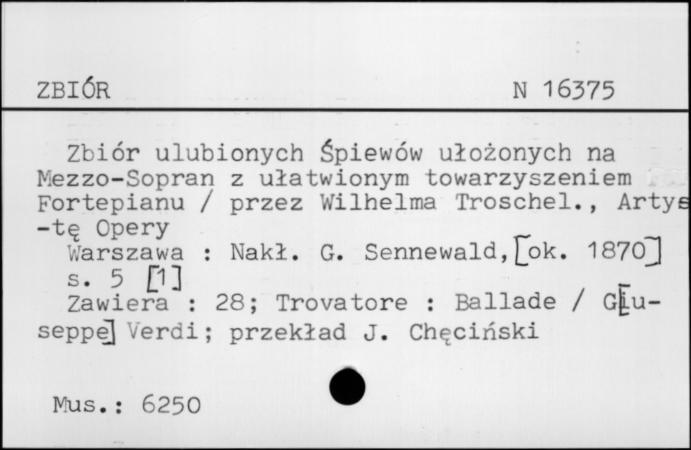 ZBIÓR N 16375
Zbiór ulubionych Śpiewów ułożonych na
Mezzo-Sopran z ułatwionym towarzyszeniem
Fortepianu / przez Wilhelma Troschel., Artys
-tę Opery
Warszawa : Nakł. G. Sennewald,[ok. 1870]
s. 5 [1]
Zawiera : 28; Trovatore : Ballade / G[iu-
seppe] Verdi; przekład J. Chęciński
Mus.: 6250